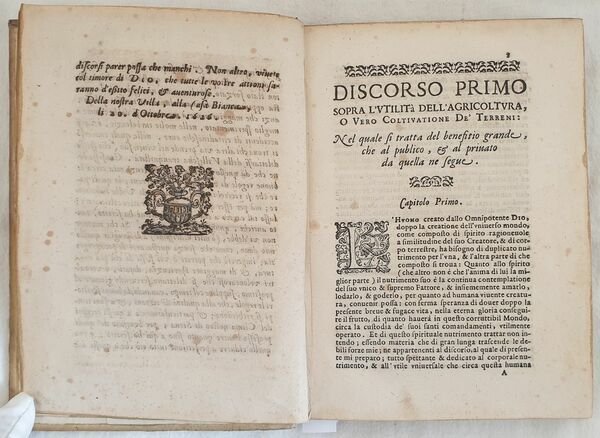 discorsi parer possa che manchi. Non altro, viuete
col timore di DIO, che tutte le vostre attioni sa-
ranno d'esito felici, & auenturose.
Della nostra Villa, alla Casa Bianca,
li 20. d'Ottobre, 1626.
3
DISCORSO PRIMO
SOPRA L'VTILITà DELL'AGRICOLTVRA,
O VERO COLTIVATIONE DE' TERRENI:
Nel quale si tratta del benefitio grande,
che al publico, & al priuato
da quella ne segue.
Capitolo Primo.
L'HVOMO creato dallo Omnipotente DIO,
doppo la creatione dell'vniuerso mondo,
come composto di spirito ragioneuole
a similitudine del suo Creatore, & di cor-
po terrestre, ha bisogno di duplicato nu-
trimento per l'vna, & l'altra parte di che
composto si troua: Quanto allo spirito
(che altro non è che l'anima di lui la mi-
glior parte) il nutrimento suo è la continua contemplatione
del suo vnico & supremo Fattore, & insiememente amarlo,
lodarlo, & goderlo, per quanto ad humana viuente creatu-
ra, conuenir possa: con ferma speranza di douer doppo la
presente breue & fugace vita, nella eterna gloria consegui-
re il frutto, di quanto hauerà in questo corruttibil Mondo,
circa la custodia de' suoi santi comandamenti, vtilmente
operato. Et di questo spirituale nutrimento trattar non in-
tendo; essendo materia che di gran lunga trascende le de-
bili forze mie; ne appartenenti al discorso, al quale di presen-
te mi preparo; tutto spettante & dedicato al corporale nu-
trimento, & all'vtile vniuersale che circa questa humana
A